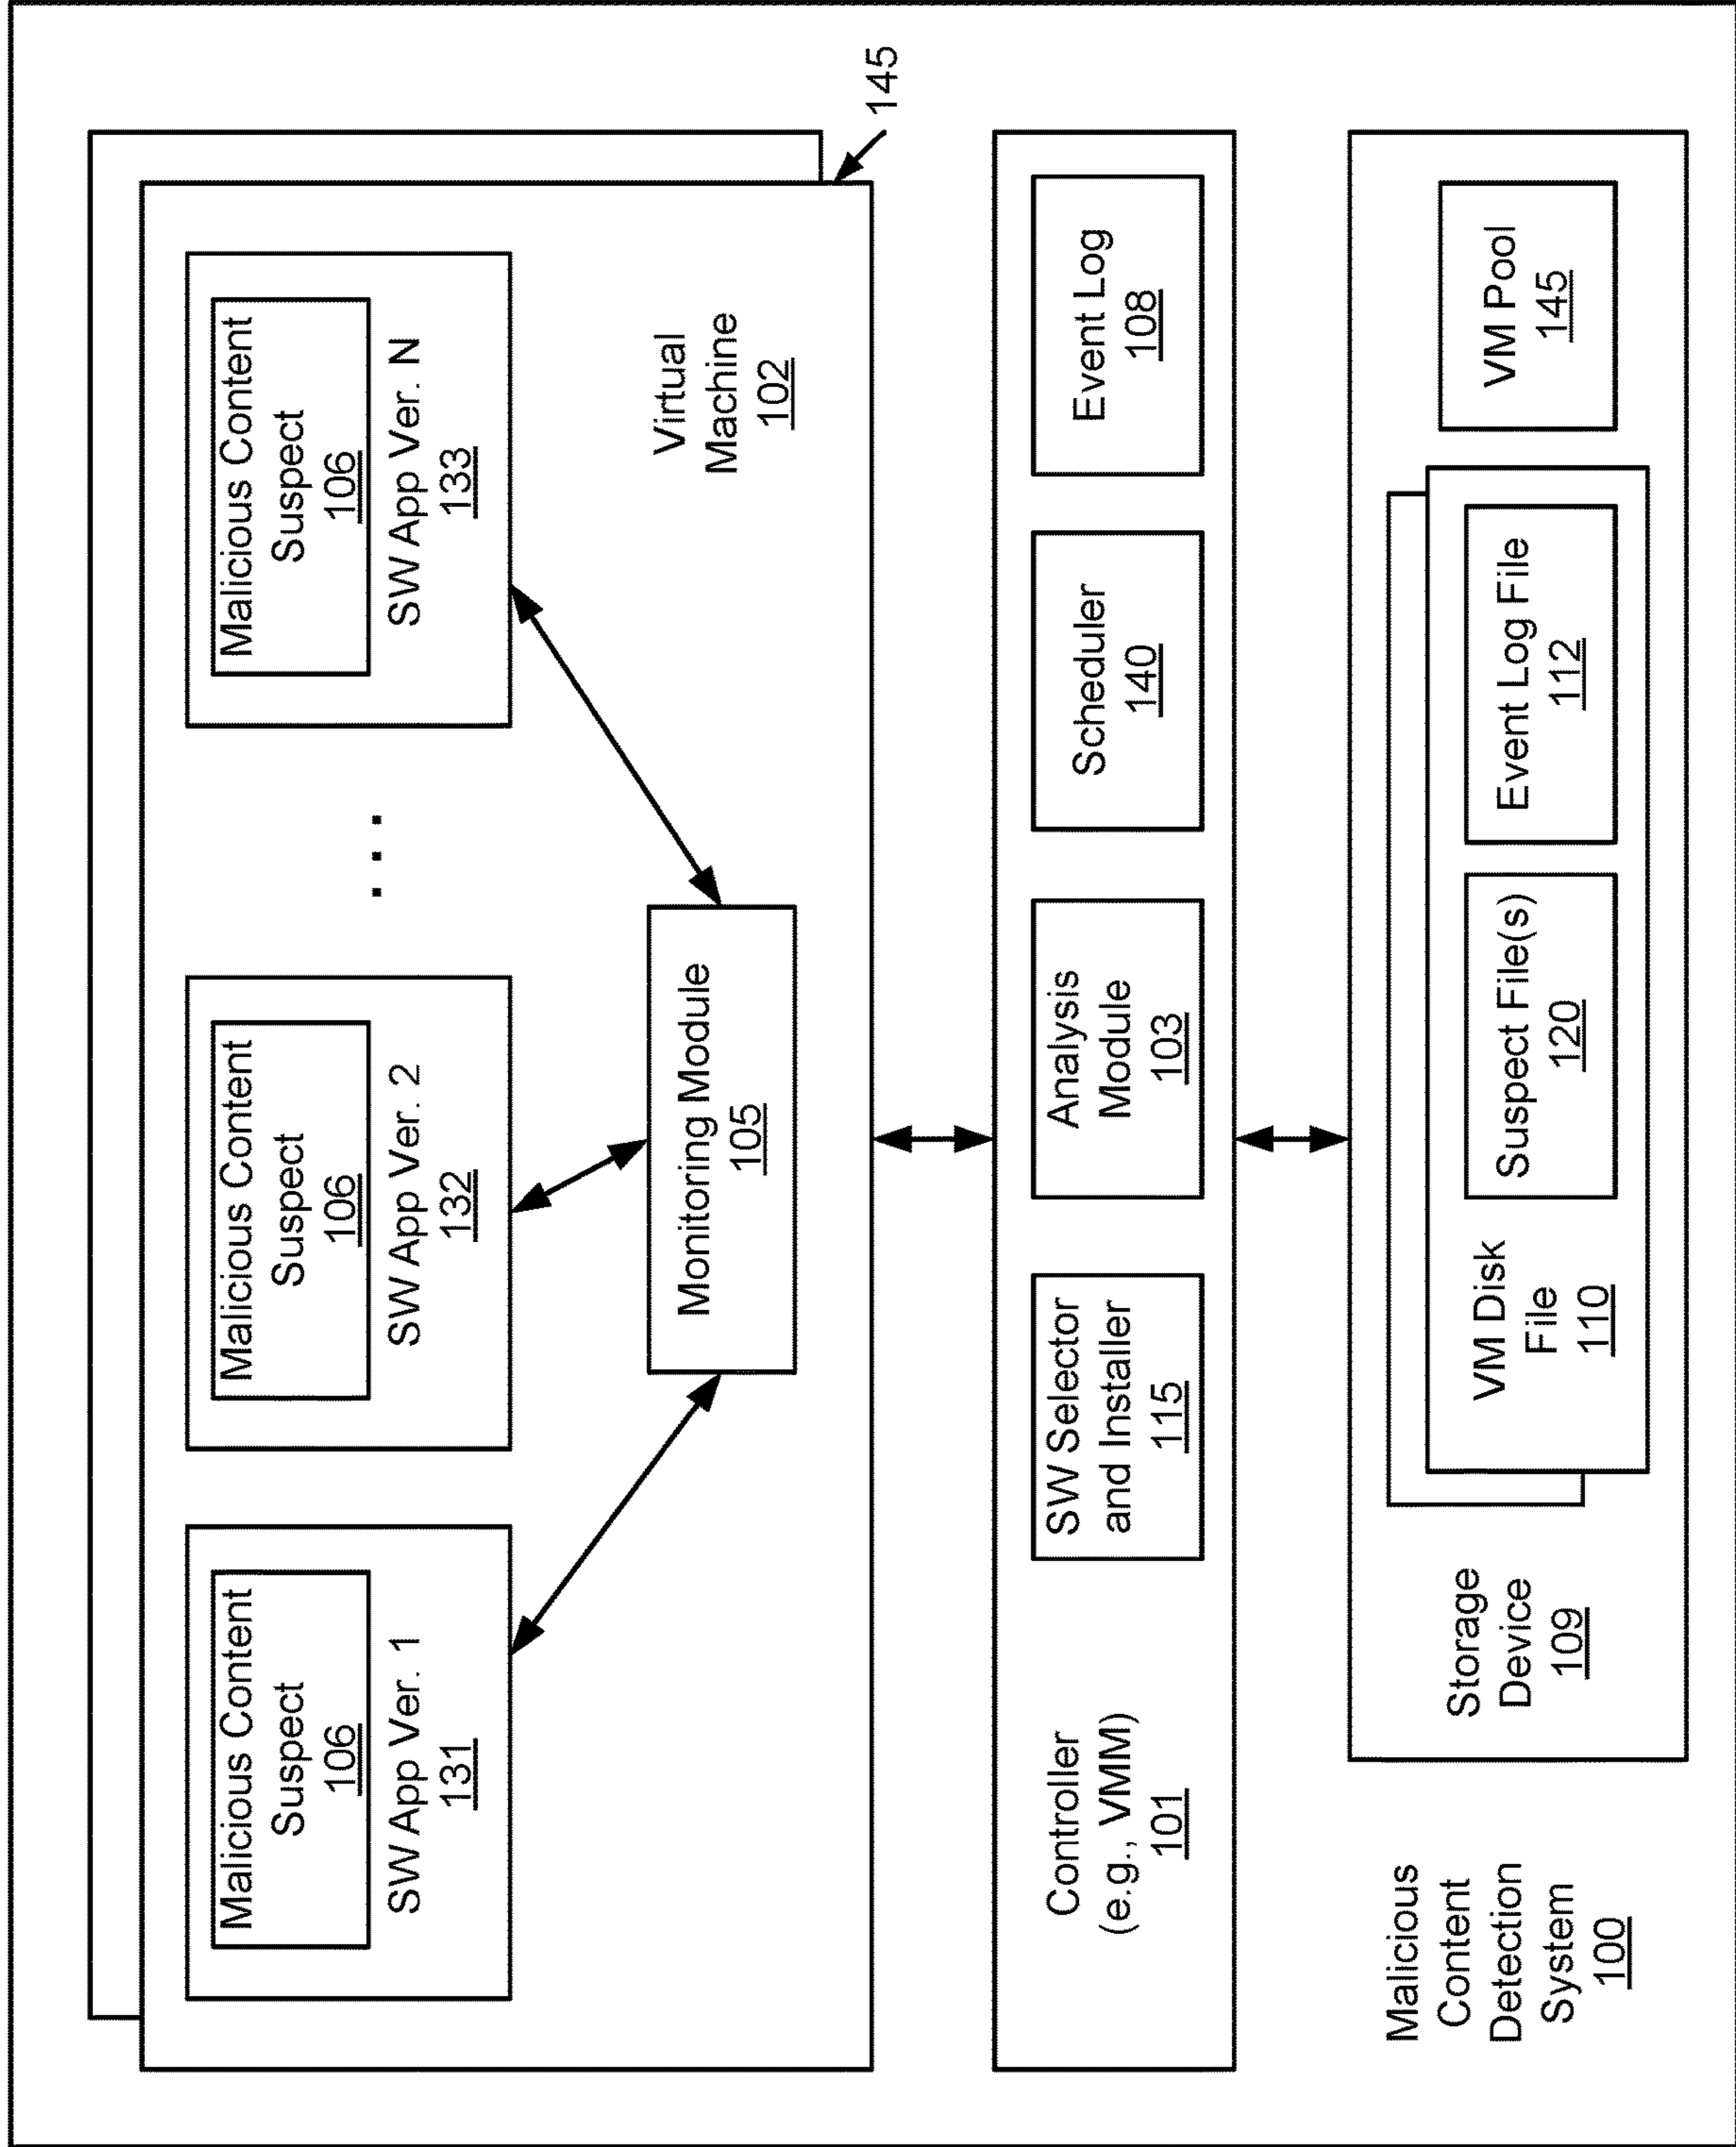 Malicious Content
Suspect
106
SW App Ver. 1
131
Malicious Content
Suspect
106
SW App Ver. 2
132
. . .
Malicious Content
Suspect
106
SW App Ver. N
133
Monitoring Module
105
Virtual
Machine
102
145
Controller
(e.g., VMM)
101
SW Selector
and Installer
115
Analysis
Module
103
Scheduler
140
Event Log
108
Storage
Device
109
VM Disk
File
110
Suspect File(s)
120
Event Log File
112
VM Pool
145
Malicious
Content
Detection
System
100